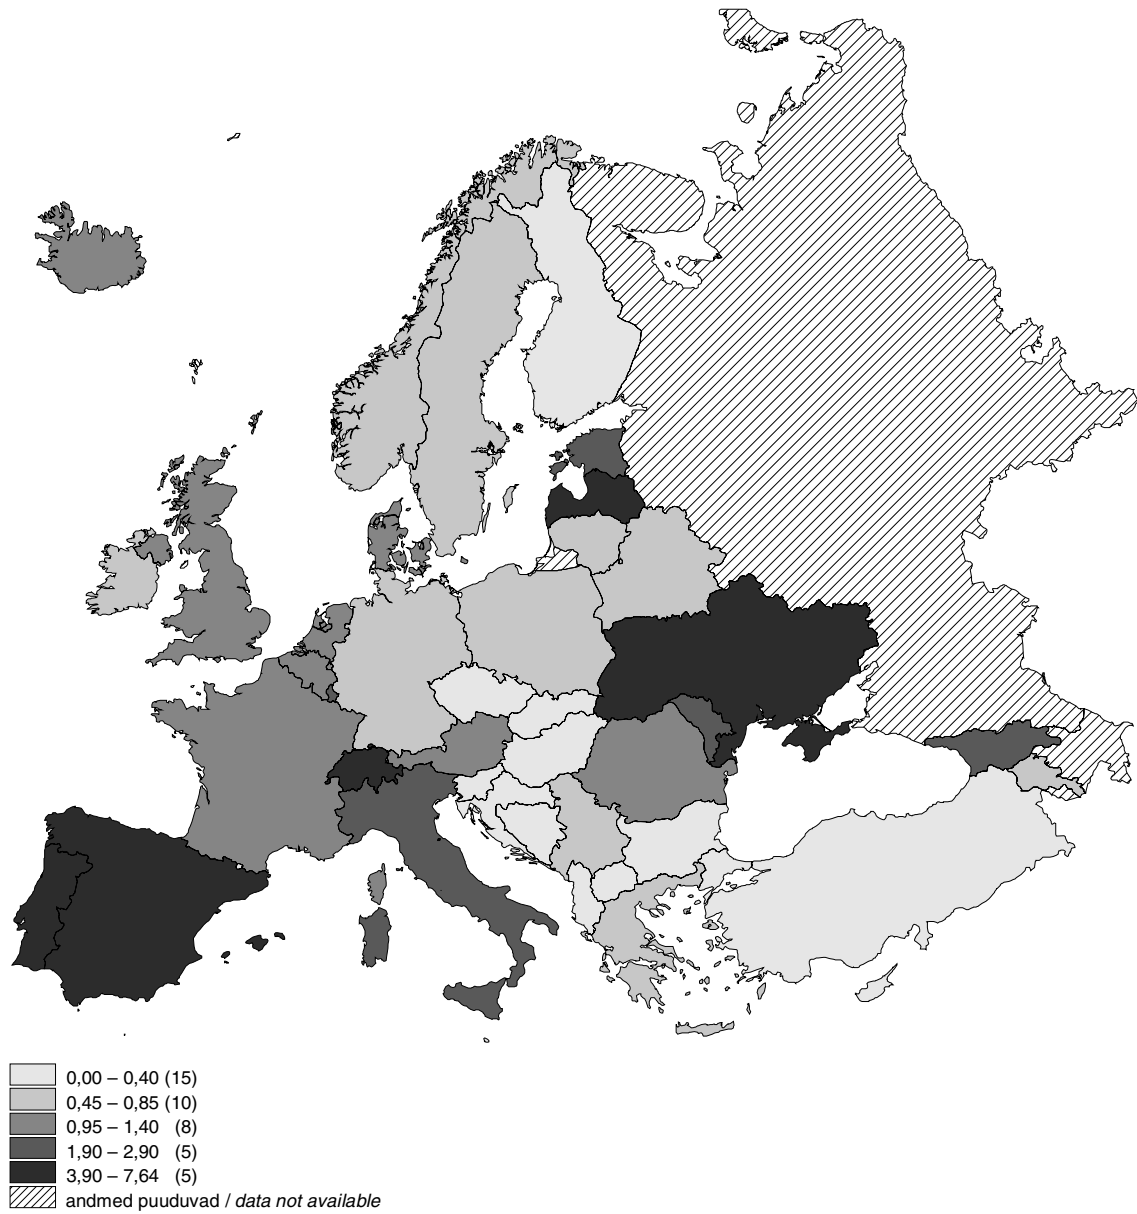 0,00 – 0,40 (15)
0,45 – 0,85 (10)
0,95 – 1,40 (8)
1,90 – 2,90 (5)
3,90 – 7,64 (5)
andmed puuduvad / data not available